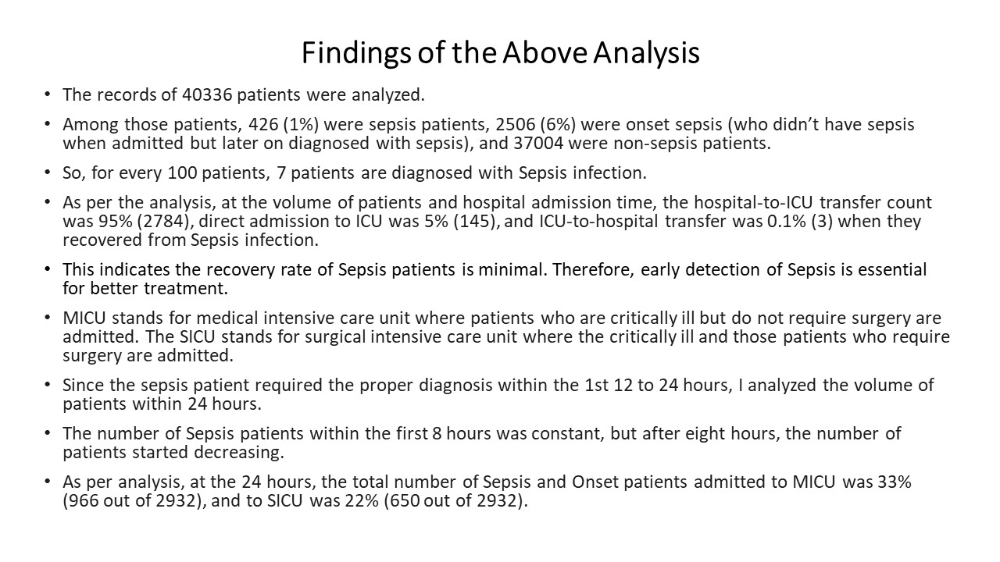 Findings of the Above Analysis
• The records of 40336 patients were analyzed.
• Among those patients, 426 (1%) were sepsis patients, 2506 (6%) were onset sepsis (who didn’t have sepsis
when admitted but later on diagnosed with sepsis), and 37004 were non-sepsis patients.
• So, for every 100 patients, 7 patients are diagnosed with Sepsis infection.
• As per the analysis, at the volume of patients and hospital admission time, the hospital-to-ICU transfer count
was 95% (2784), direct admission to ICU was 5% (145), and ICU-to-hospital transfer was 0.1% (3) when they
recovered from Sepsis infection.
• This indicates the recovery rate of Sepsis patients is minimal. Therefore, early detection of Sepsis is essential
for better treatment.
• MICU stands for medical intensive care unit where patients who are critically ill but do not require surgery are
admitted. The SICU stands for surgical intensive care unit where the critically ill and those patients who require
surgery are admitted.
• Since the sepsis patient required the proper diagnosis within the 1st 12 to 24 hours, I analyzed the volume of
patients within 24 hours.
• The number of Sepsis patients within the first 8 hours was constant, but after eight hours, the number of
patients started decreasing.
• As per analysis, at the 24 hours, the total number of Sepsis and Onset patients admitted to MICU was 33%
(966 out of 2932), and to SICU was 22% (650 out of 2932).